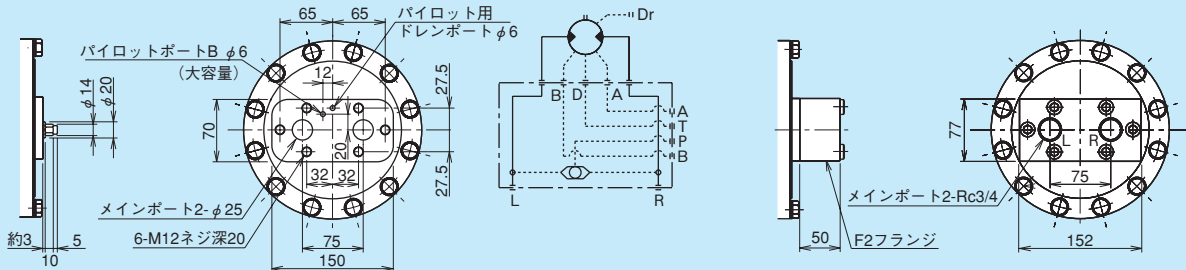 65
65
パイロット用
ドレンポートφ6
パイロットポートB φ6
(大容量)
12
φ14
φ20
70
20
27.5
27.5
32
32
メインポート2-φ25
6-M12ネジ深20
75
150
約3
5
10
Dr
B
D
A
A
T
P
B
L
R
77
L
R
75
メインポート2-Rc3/4
50
F2フランジ
152